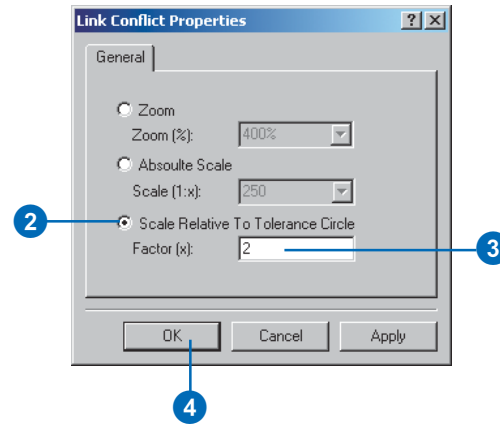 Link Conflict Properties
General
Zoom
Zoom (%): 400%
Absoulte Scale
Scale (1:x): 250
2 Scale Relative To Tolerance Circle
Factor (x): 2 3
OK Cancel Apply
4